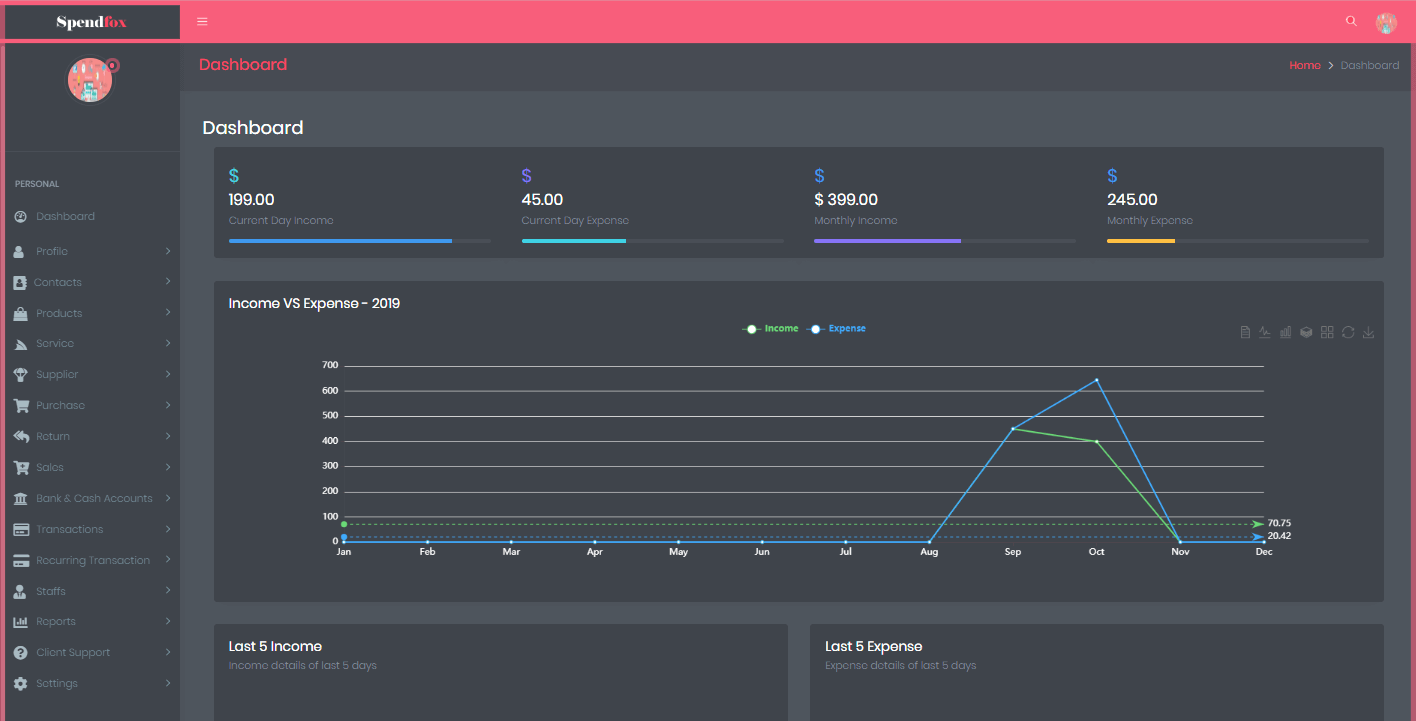 Spendfox
Dashboard
Home > Dashboard
PERSONAL
Dashboard
Profile
Contacts
Products
Service
Supplier
Purchase
Return
Sales
Bank & Cash Accounts
Transactions
Recurring Transaction
Staffs
Reports
Client Support
Settings
Dashboard
$
199.00
Current Day Income
$
45.00
Current Day Expense
$
$ 399.00
Monthly Income
$
245.00
Monthly Expense
Income VS Expense - 2019
Income Expense
700
600
500
400
300
200
100
0
70.75
20.42
Jan Feb Mar Apr May Jun Jul Aug Sep Oct Nov Dec
Last 5 Income
Income details of last 5 days
Last 5 Expense
Expense details of last 5 days